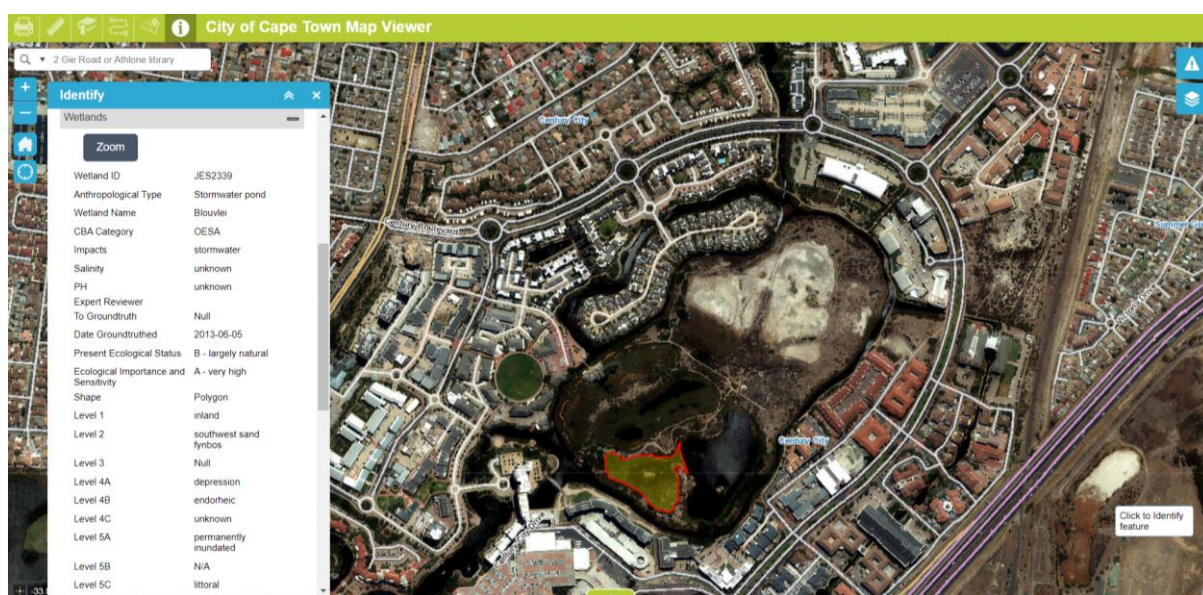 City of Cape Town Map Viewer
2 Gie Road or Athlone library
Identify
Wetlands
Zoom
Wetland ID JES2339
Anthropological Type Stormwater pond
Wetland Name Blouvlei
CBA Category OESA
Impacts stormwater
Salinity unknown
PH unknown
Expert Reviewer
To Groundtruth Null
Date Groundtruthed 2013-06-05
Present Ecological Status B - largely natural
Ecological Importance and A - very high
Sensitivity
Shape Polygon
Level 1 inland
Level 2 southwest sand
fynbos
Level 3 Null
Level 4A depression
Level 4B endorheic
Level 4C unknown
Level 5A permanently
inundated
Level 5B N/A
Level 5C littoral
Century City
Century Boulevard
Century City
Click to Identify
feature